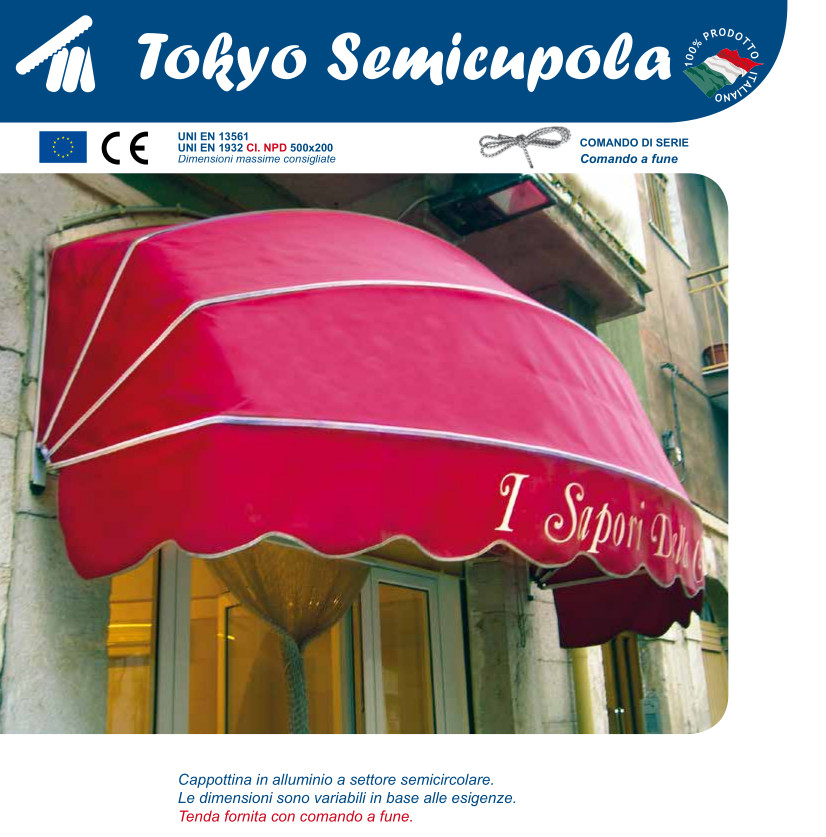 Tokyo Semicupola
100% PRODOTTO ITALIANO
CE
UNI EN 13561
UNI EN 1932 Cl. NPD 500x200
Dimensioni massime consigliate
COMANDO DI SERIE
Comando a fune
I Sapori Della
Cappottina in alluminio a settore semicircolare.
Le dimensioni sono variabili in base alle esigenze.
Tenda fornita con comando a fune.